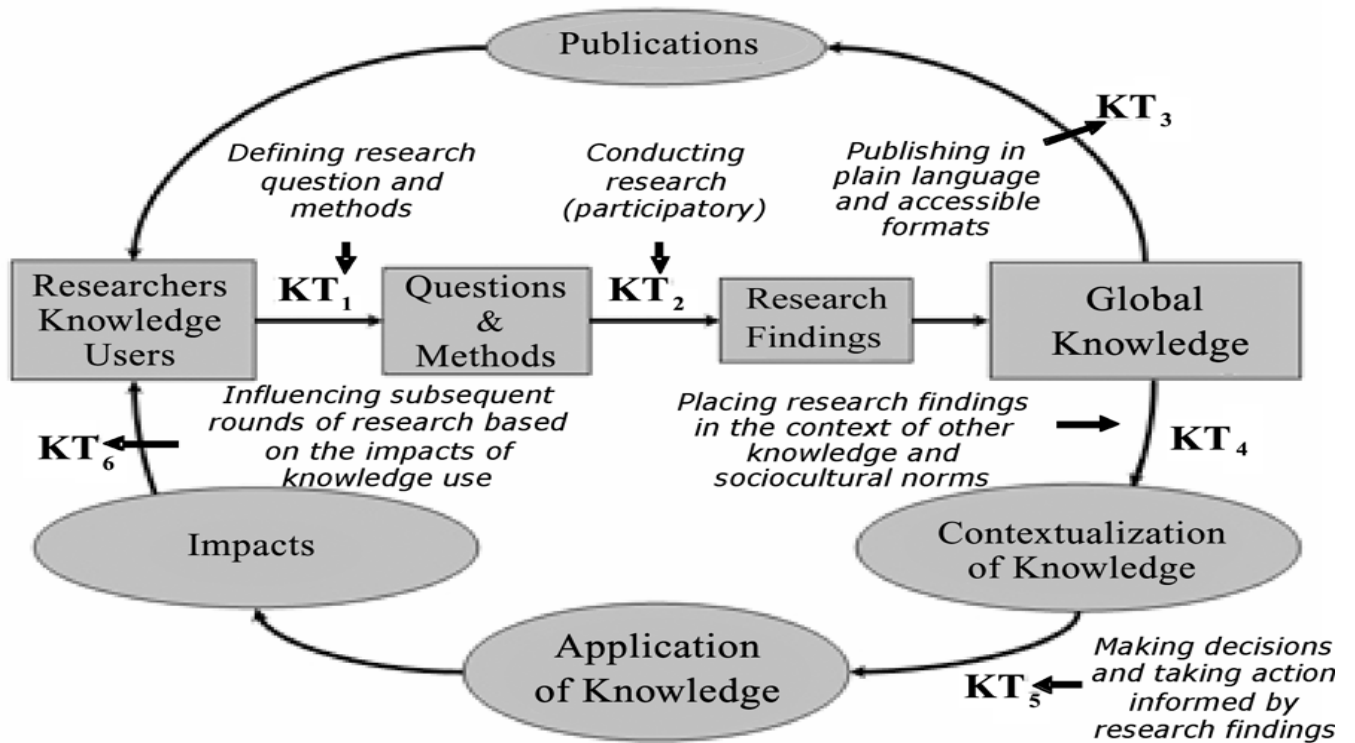 Publications
KT3
Defining research
question and
methods
Conducting
research
(participatory)
Publishing in
plain language
and accessible
formats
Researchers
Knowledge
Users
KT1
Questions
&
Methods
KT2
Research
Findings
Global
Knowledge
Influencing subsequent
rounds of research based
on the impacts of
knowledge use
KT6
Placing research findings
in the context of other
knowledge and
sociocultural norms
KT4
Impacts
Contextualization
of Knowledge
Application
of Knowledge
KT5
Making decisions
and taking action
informed by
research findings